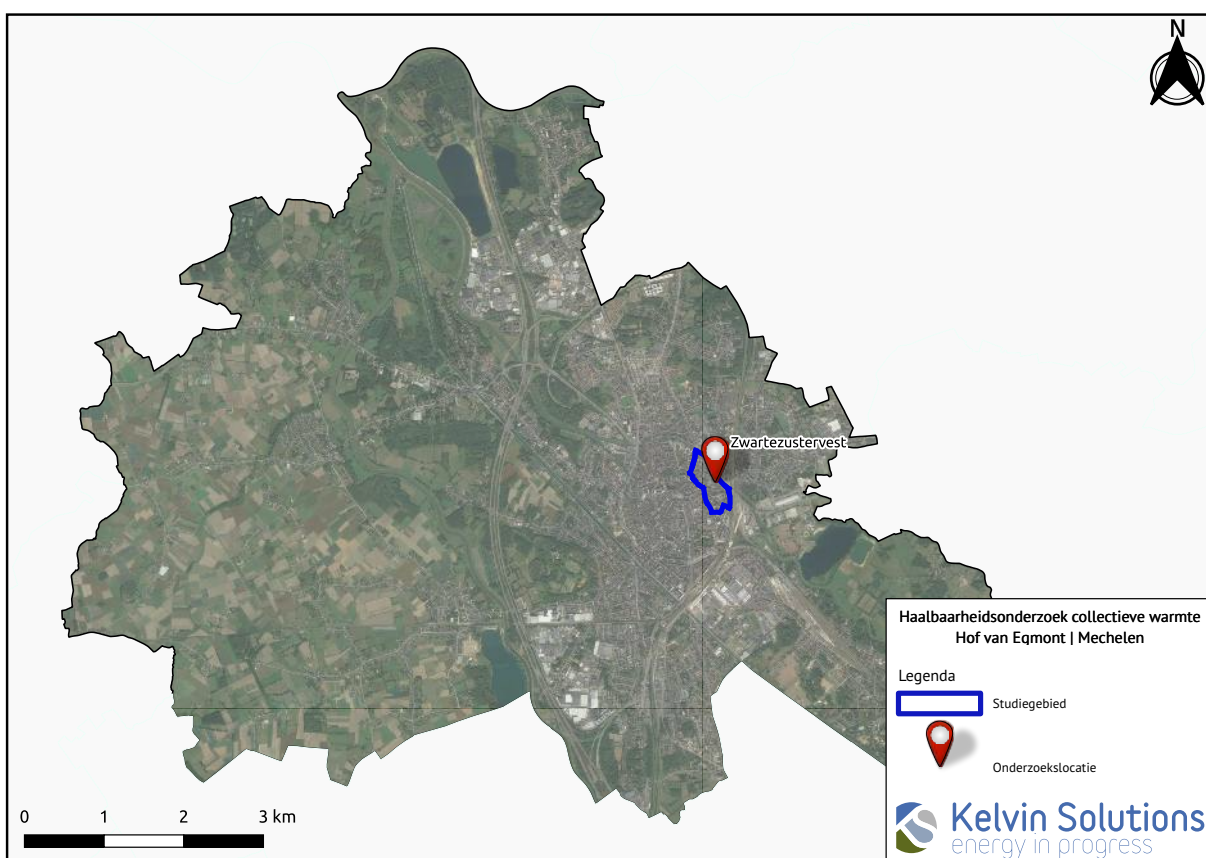 N
Zwartezustervest
Haalbaarheidsonderzoek collectieve warmte
Hof van Egmont | Mechelen
Legenda
Studiegebied
Onderzoekslocatie
0 1 2 3 km
Kelvin Solutions
energy in progress